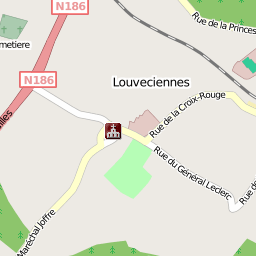 N186
Rue de la Princes
metiere
N186
Louveciennes
Rue de la Croix-Rouge
Rue du Général Leclerc
Maréchal Joffre